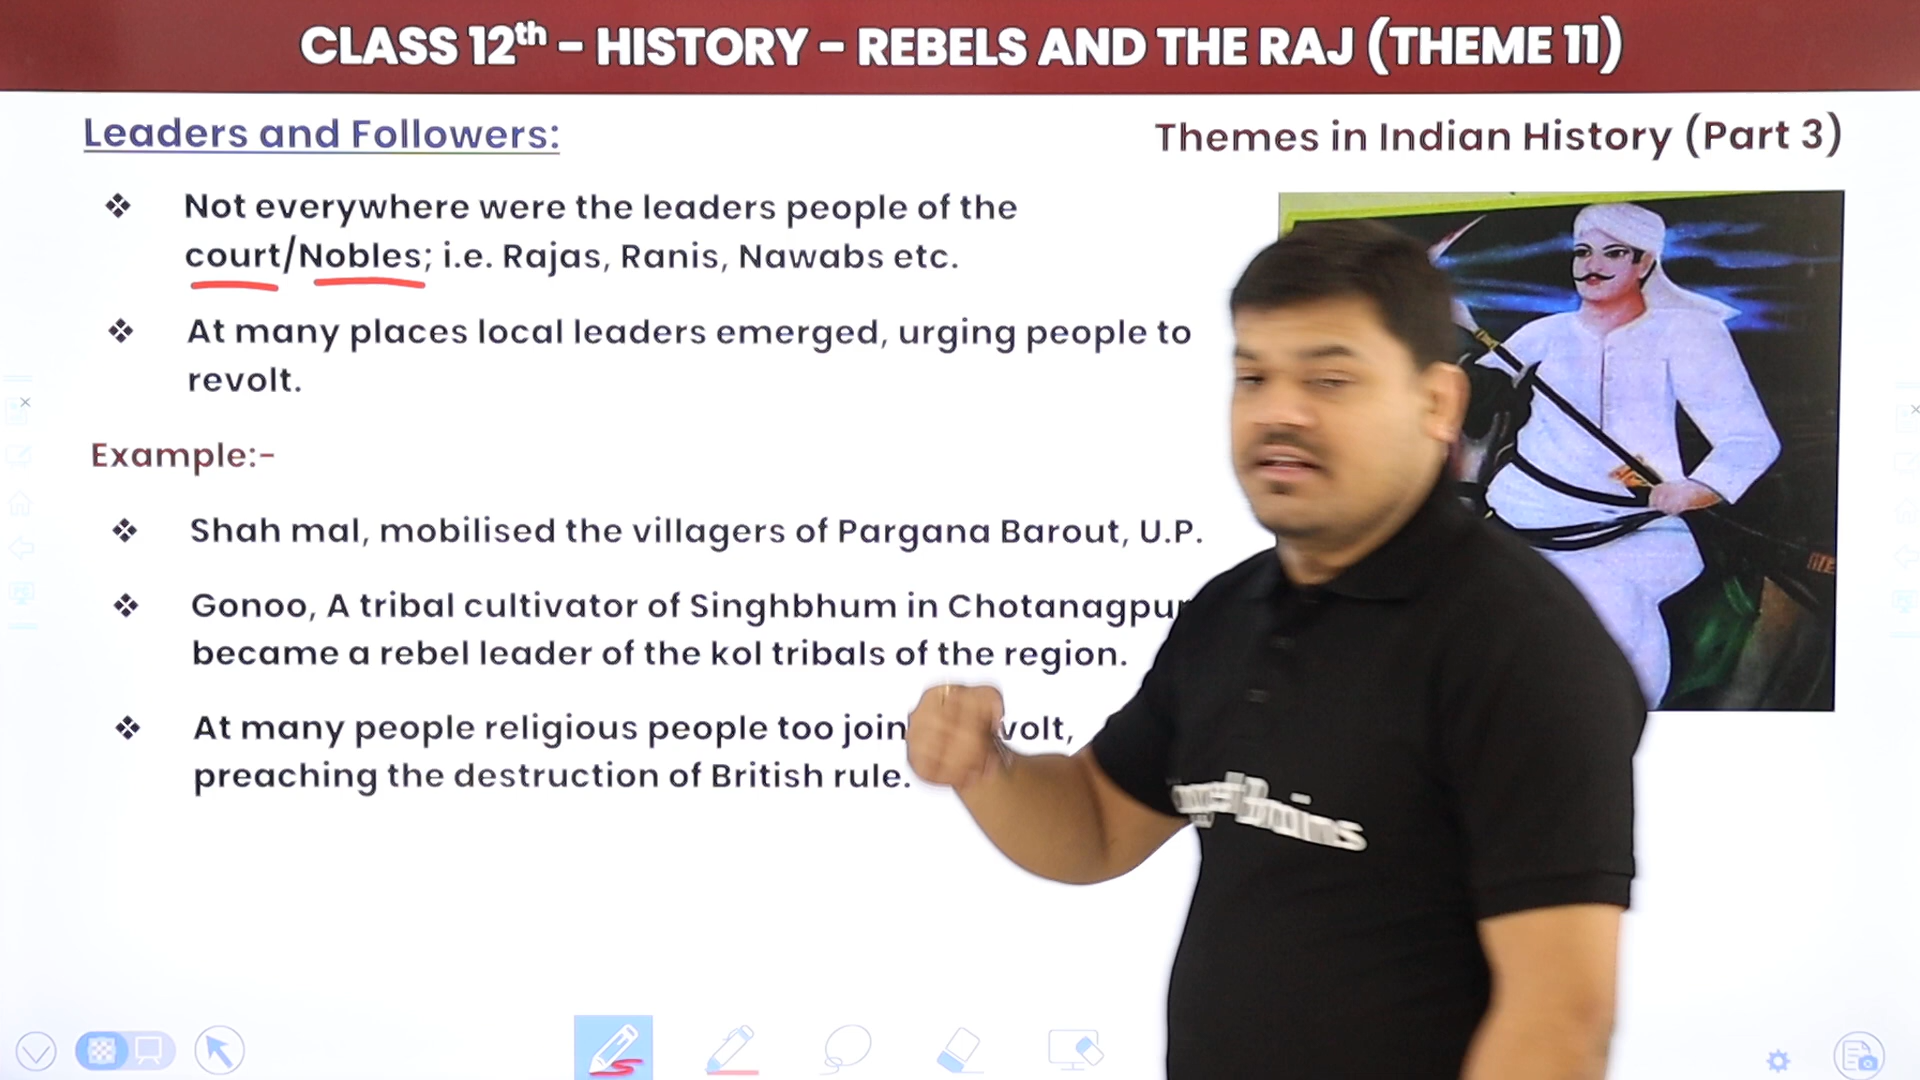 CLASS 12th – HISTORY – REBELS AND THE RAJ (THEME 11)
Leaders and Followers:
Themes in Indian History (Part 3)
❖ Not everywhere were the leaders people of the
court/Nobles; i.e. Rajas, Ranis, Nawabs etc.
❖ At many places local leaders emerged, urging people to
revolt.
Example:-
❖ Shah mal, mobilised the villagers of Pargana Barout, U.P.
❖ Gonoo, A tribal cultivator of Singhbhum in Chotanagpur
became a rebel leader of the kol tribals of the region.
❖ At many people religious people too join volt,
preaching the destruction of British rule.
Brains